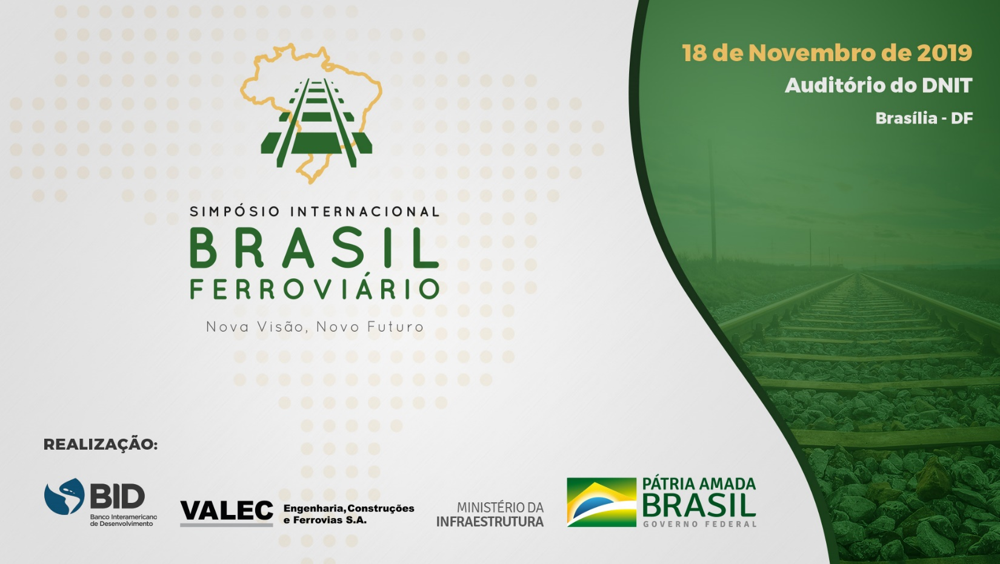 18 de Novembro de 2019
Auditório do DNIT
Brasília - DF
SIMPÓSIO INTERNACIONAL
BRASIL
FERROVIÁRIO
Nova Visão, Novo Futuro
REALIZAÇÃO:
BID
Banco Interamericano
de Desenvolvimento
VALEC
Engenharia, Construções
e Ferrovias S.A.
MINISTÉRIO DA
INFRAESTRUTURA
PÁTRIA AMADA
BRASIL
GOVERNO FEDERAL